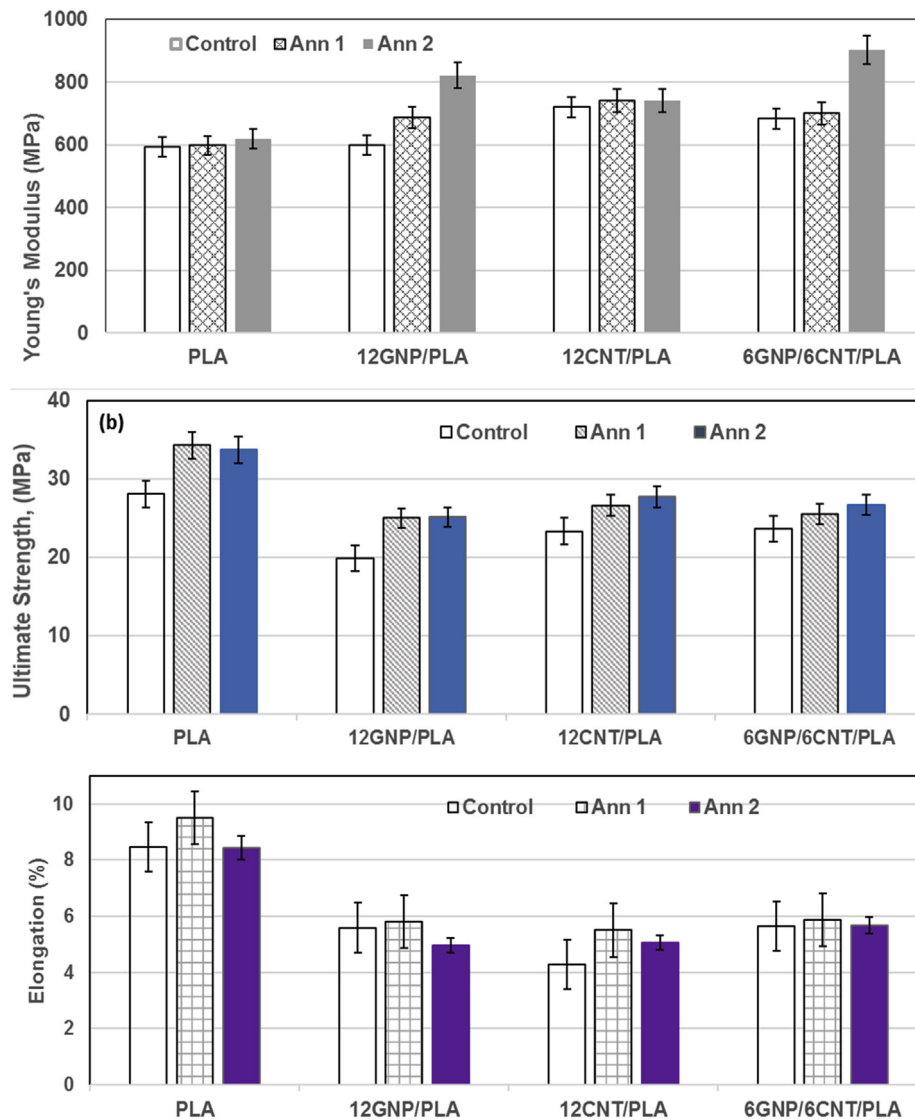 1000
Control Ann 1 Ann 2
800
600
400
200
0
Young's Modulus (MPa)
PLA 12GNP/PLA 12CNT/PLA 6GNP/6CNT/PLA
40
(b)
Control Ann 1 Ann 2
30
20
10
0
Ultimate Strength, (MPa)
PLA 12GNP/PLA 12CNT/PLA 6GNP/6CNT/PLA
10
Control Ann 1 Ann 2
8
6
4
2
0
Elongation (%)
PLA 12GNP/PLA 12CNT/PLA 6GNP/6CNT/PLA